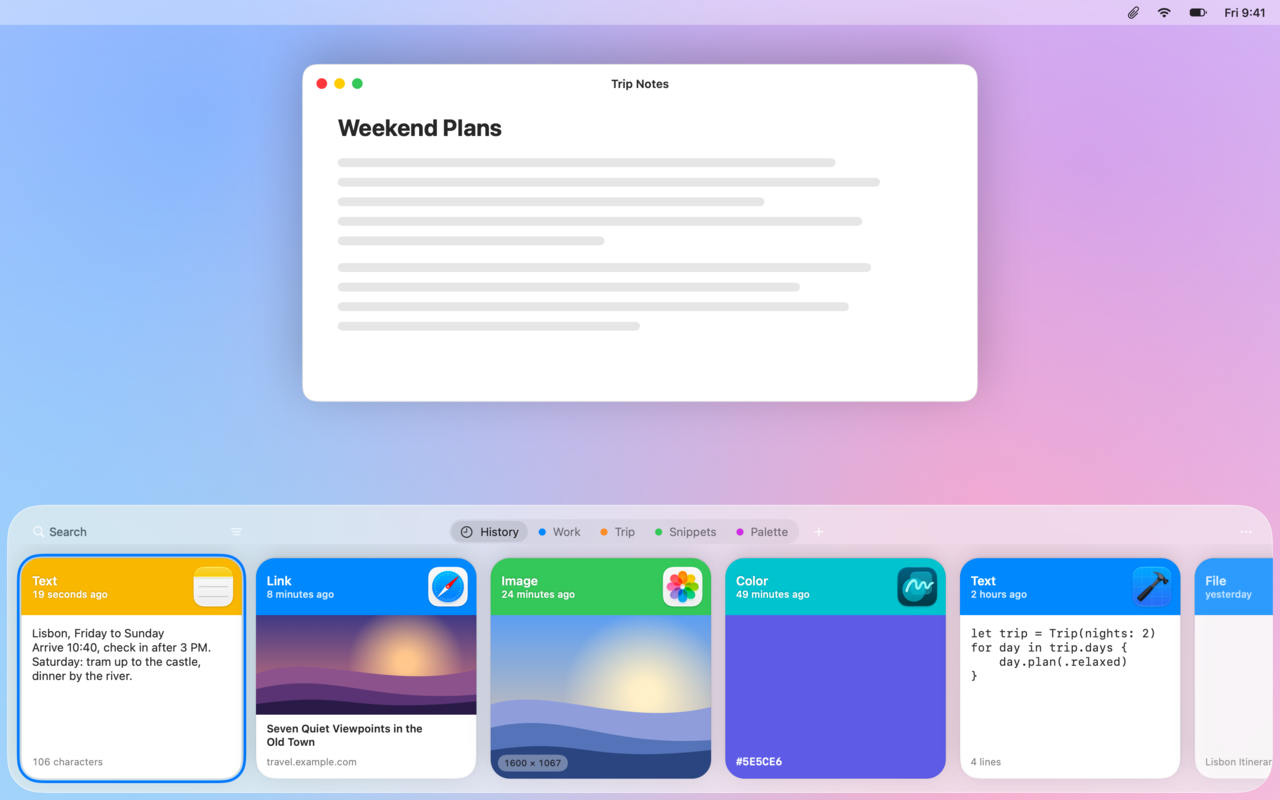 Fri 9:41
Trip Notes
Weekend Plans
Search
History
Work
Trip
Snippets
Palette
Text
19 seconds ago
Lisbon, Friday to Sunday
Arrive 10:40, check in after 3 PM.
Saturday: tram up to the castle,
dinner by the river.
106 characters
Link
8 minutes ago
Seven Quiet Viewpoints in the
Old Town
travel.example.com
Image
24 minutes ago
1600 × 1067
Color
49 minutes ago
#5E5CE6
Text
2 hours ago
let trip = Trip(nights: 2)
for day in trip.days {
    day.plan(.relaxed)
}
4 lines
File
yesterday
Lisbon Itinerar